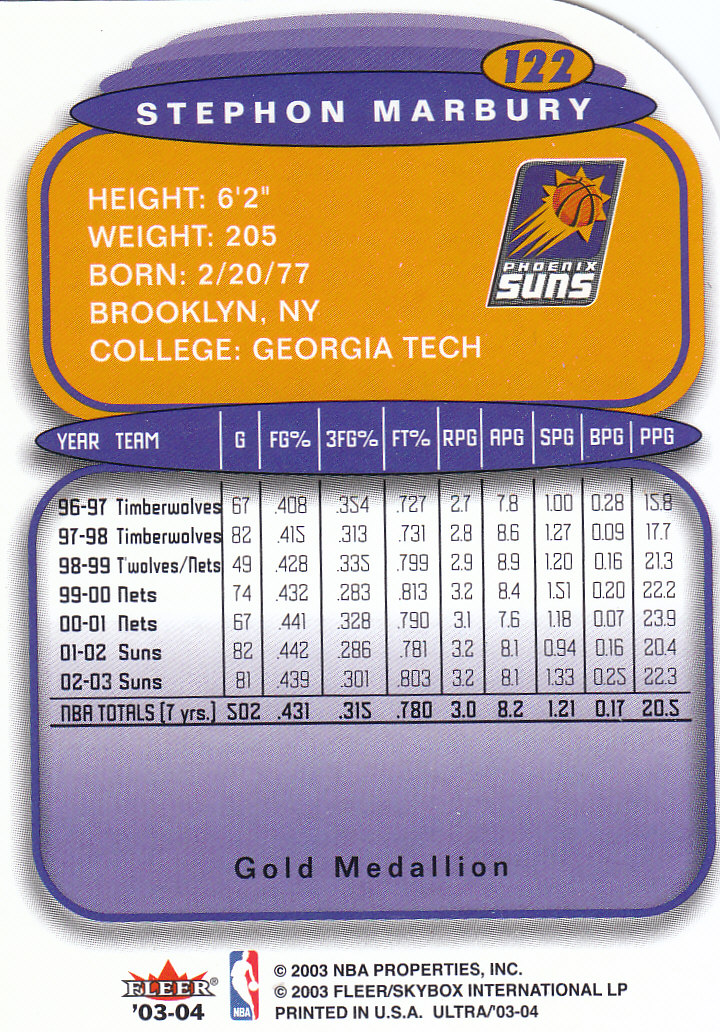 122
STEPHON MARBURY
HEIGHT: 6'2"
WEIGHT: 205
BORN: 2/20/77
BROOKLYN, NY
COLLEGE: GEORGIA TECH
PHOENIX
SUNS
YEAR TEAM G FG% 3FG% FT% RPG APG SPG BPG PPG
96-97 Timberwolves 67 .408 .354 .727 2.7 7.8 1.00 0.28 15.8
97-98 Timberwolves 82 .415 .313 .731 2.8 8.6 1.27 0.09 17.7
98-99 T'wolves/Nets 49 .428 .335 .799 2.9 8.9 1.20 0.16 21.3
99-00 Nets 74 .432 .283 .813 3.2 8.4 1.51 0.20 22.2
00-01 Nets 67 .441 .328 .790 3.1 7.6 1.18 0.07 23.9
01-02 Suns 82 .442 .286 .781 3.2 8.1 0.94 0.16 20.4
02-03 Suns 81 .439 .301 .803 3.2 8.1 1.33 0.25 22.3
NBA TOTALS (7 yrs.) 502 .431 .315 .780 3.0 8.2 1.21 0.17 20.5
Gold Medallion
FLEER®
'03-04
NBA
© 2003 NBA PROPERTIES, INC.
© 2003 FLEER/SKYBOX INTERNATIONAL LP
PRINTED IN U.S.A. ULTRA/'03-04